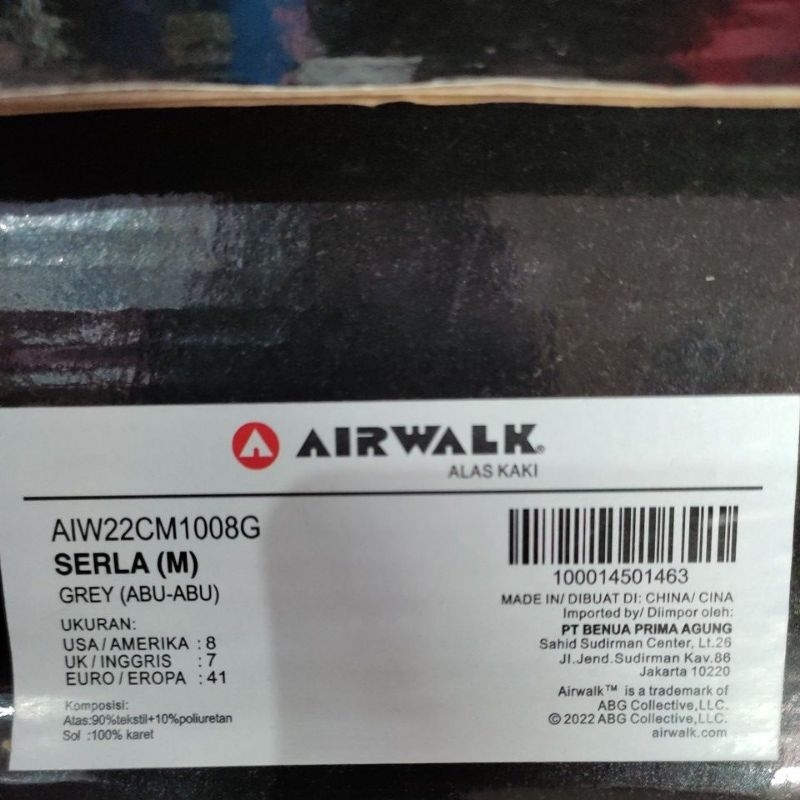 AIRWALK®
ALAS KAKI
AIW22CM1008G
SERLA (M)
GREY (ABU-ABU)
UKURAN:
USA/AMERIKA : 8
UK/INGGRIS : 7
EURO/EROPA : 41
Komposisi:
Atas:90%tekstil+10%poliuretan
Sol :100% karet
100014501463
MADE IN/ DIBUAT DI: CHINA/ CINA
Imported by/ Diimpor oleh:
PT BENUA PRIMA AGUNG
Sahid Sudirman Center, Lt.26
Jl.Jend.Sudirman Kav.86
Jakarta 10220
Airwalk™ is a trademark of
ABG Collective,LLC.
©2022 ABG Collective,LLC.
airwalk.com